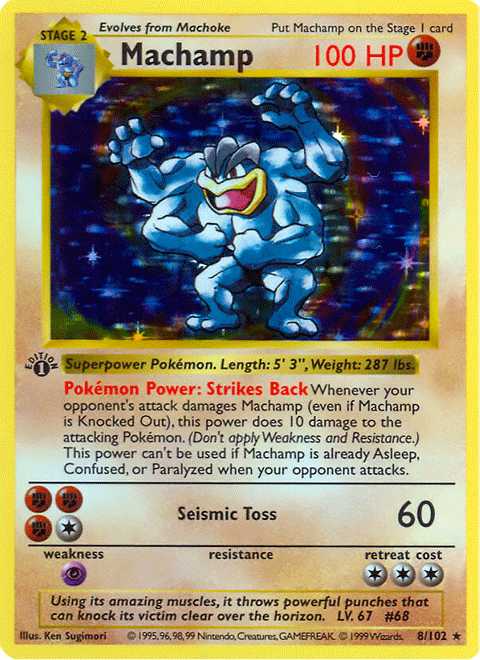 Evolves from Machoke
Put Machamp on the Stage 1 card
STAGE 2
Machamp
100 HP
EDITION
1
Superpower Pokémon. Length: 5' 3", Weight: 287 lbs.
Pokémon Power: Strikes Back Whenever your
opponent's attack damages Machamp (even if Machamp
is Knocked Out), this power does 10 damage to the
attacking Pokémon. (Don't apply Weakness and Resistance.)
This power can't be used if Machamp is already Asleep,
Confused, or Paralyzed when your opponent attacks.
Seismic Toss
60
weakness
resistance
retreat cost
Using its amazing muscles, it throws powerful punches that
can knock its victim clear over the horizon. LV. 67 #68
Illus. Ken Sugimori
© 1995, 96, 98, 99 Nintendo, Creatures, GAMEFREAK. © 1999 Wizards.
8/102 ★